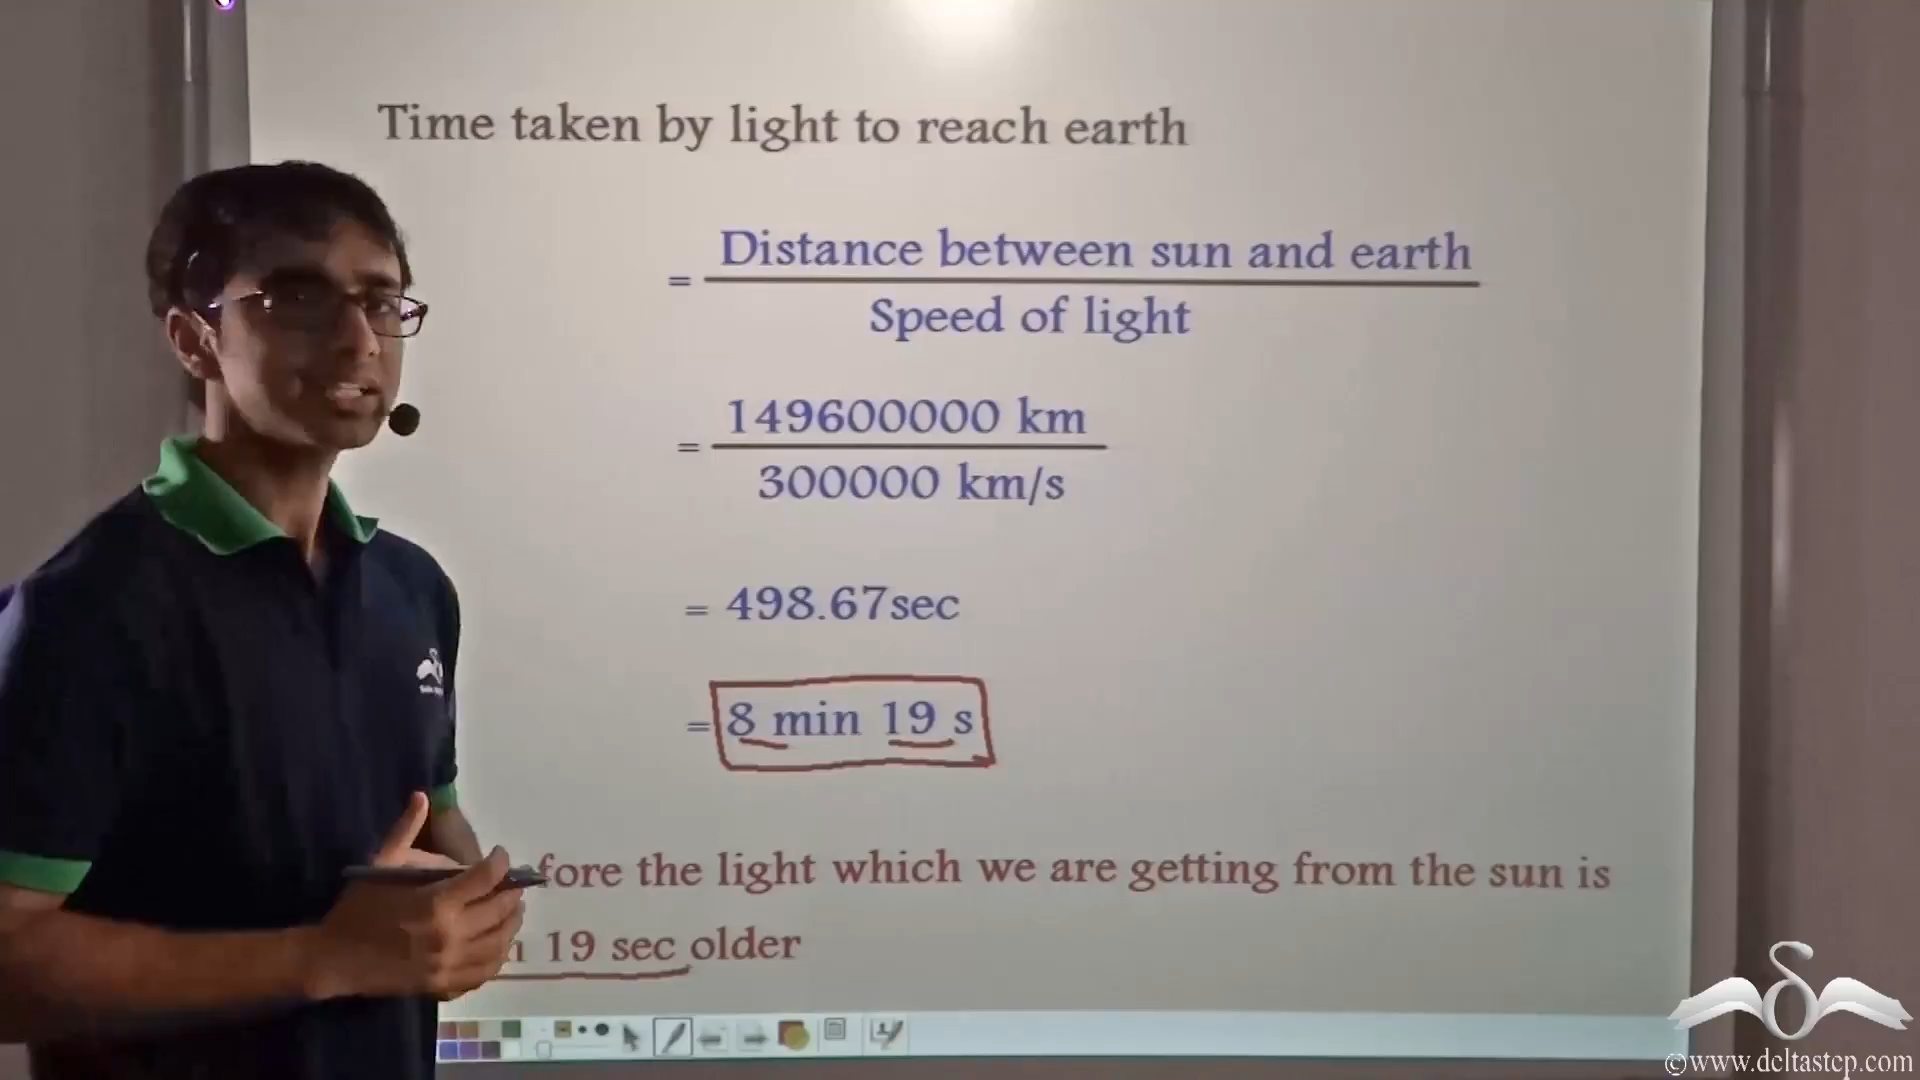 Time taken by light to reach earth
= Distance between sun and earth
Speed of light
= 149600000 km
300000 km/s
= 498.67sec
= 8 min 19 s
fore the light which we are getting from the sun is
19 sec older
©www.deltastep.com